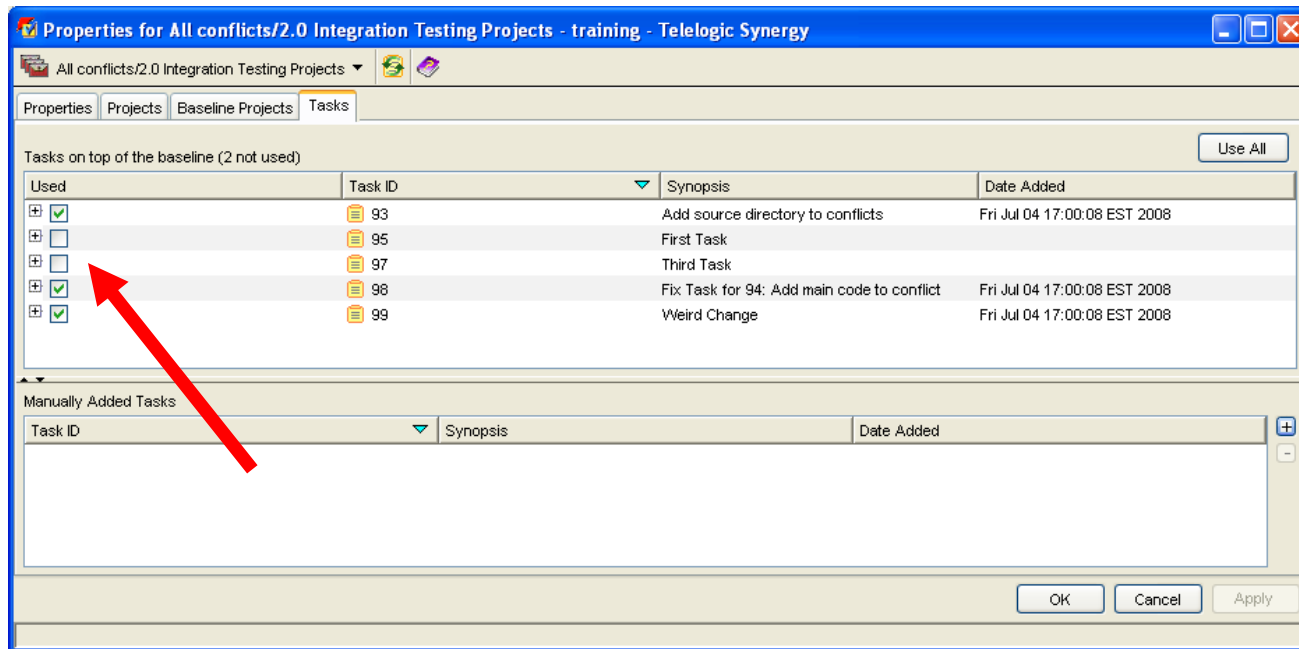 Properties for All conflicts/2.0 Integration Testing Projects - training - Telelogic Synergy
All conflicts/2.0 Integration Testing Projects
Properties Projects Baseline Projects Tasks
Tasks on top of the baseline (2 not used) Use All
Used Task ID Synopsis Date Added
93 Add source directory to conflicts Fri Jul 04 17:00:08 EST 2008
95 First Task
97 Third Task
98 Fix Task for 94: Add main code to conflict Fri Jul 04 17:00:08 EST 2008
99 Weird Change Fri Jul 04 17:00:08 EST 2008
Manually Added Tasks
Task ID Synopsis Date Added
OK Cancel Apply